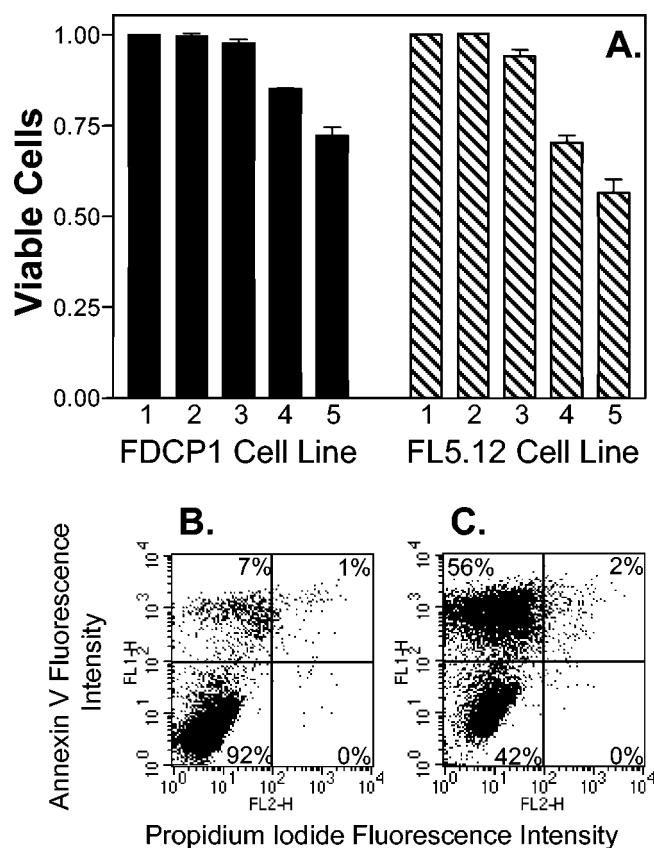 A.
Viable Cells
1.00
0.75
0.50
0.25
0.00
1 2 3 4 5
1 2 3 4 5
FDCP1 Cell Line
FL5.12 Cell Line
B.
C.
Annexin V Fluorescence
Intensity
FL1-H
10^4
10^3
10^2
10^1
10^0
7% 1%
92% 0%
10^0 10^1 10^2 10^3 10^4
FL2-H
FL1-H
10^4
10^3
10^2
10^1
10^0
56% 2%
42% 0%
10^0 10^1 10^2 10^3 10^4
FL2-H
Propidium Iodide Fluorescence Intensity